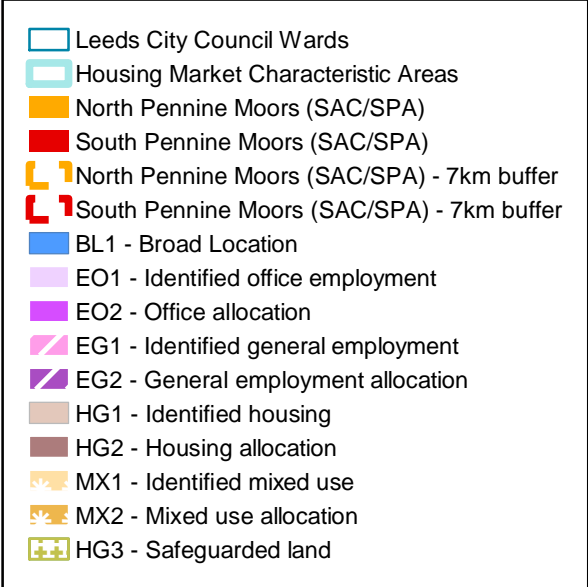 Leeds City Council Wards
Housing Market Characteristic Areas
North Pennine Moors (SAC/SPA)
South Pennine Moors (SAC/SPA)
North Pennine Moors (SAC/SPA) - 7km buffer
South Pennine Moors (SAC/SPA) - 7km buffer
BL1 - Broad Location
EO1 - Identified office employment
EO2 - Office allocation
EG1 - Identified general employment
EG2 - General employment allocation
HG1 - Identified housing
HG2 - Housing allocation
MX1 - Identified mixed use
MX2 - Mixed use allocation
HG3 - Safeguarded land